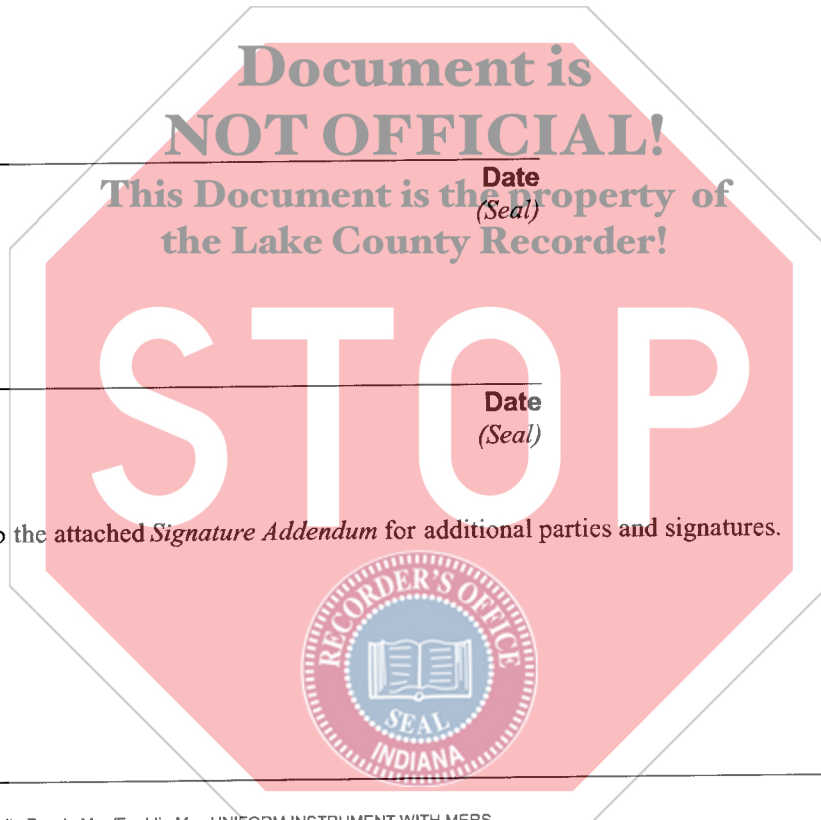 Document is
NOT OFFICIAL!
Date
This Document is the property of
(Seal)
the Lake County Recorder!
STOP
Date
(Seal)
the attached Signature Addendum for additional parties and signatures.
RECORDER'S OFFICE
SEAL
INDIANA
UNIFORM INSTRUMENT WITH MERS